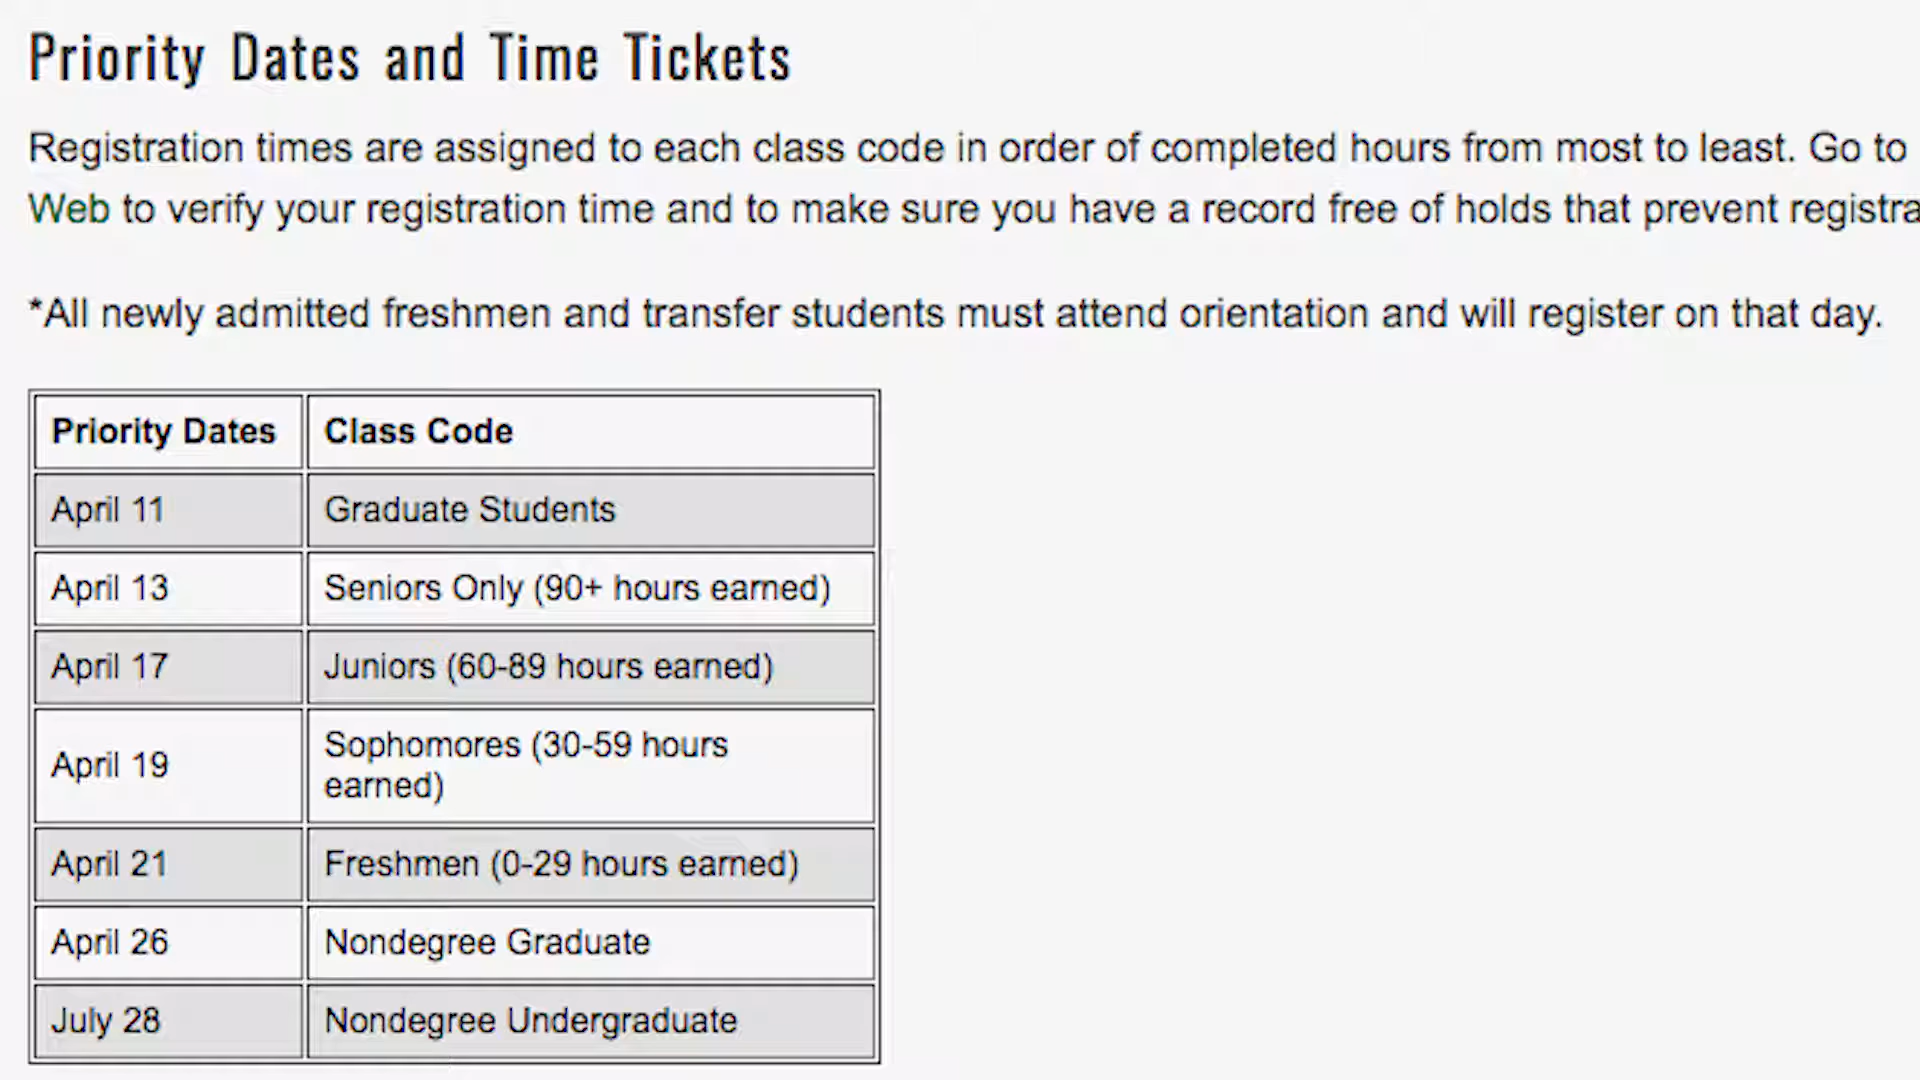 Priority Dates and Time Tickets
Registration times are assigned to each class code in order of completed hours from most to least. Go to
Web to verify your registration time and to make sure you have a record free of holds that prevent registra
*All newly admitted freshmen and transfer students must attend orientation and will register on that day.
Priority Dates Class Code
April 11 Graduate Students
April 13 Seniors Only (90+ hours earned)
April 17 Juniors (60-89 hours earned)
April 19 Sophomores (30-59 hours
earned)
April 21 Freshmen (0-29 hours earned)
April 26 Nondegree Graduate
July 28 Nondegree Undergraduate